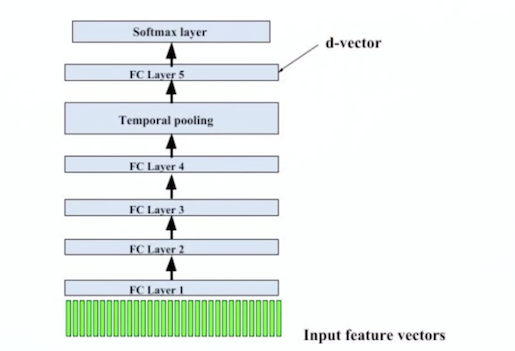 Softmax layer
d-vector
FC Layer 5
Temporal pooling
FC Layer 4
FC Layer 3
FC Layer 2
FC Layer 1
Input feature vectors